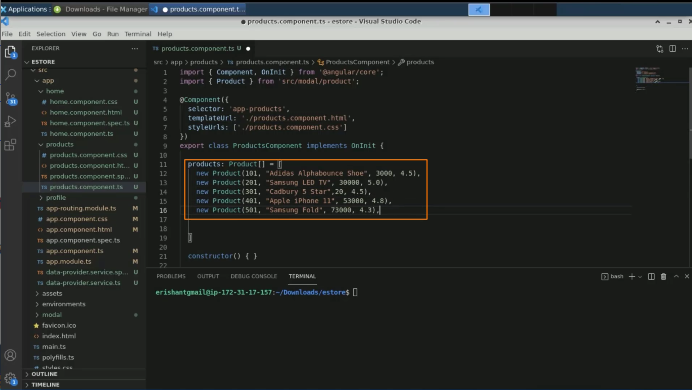 Applications
Downloads - File Manager
products.component.t...
products.component.ts - estore - Visual Studio Code
File Edit Selection View Go Run Terminal Help
EXPLORER
ESTORE
src
app
home
home.component.css
home.component.html
home.component.spec.ts
home.component.ts
products
products.component.css
products.component.ht...
products.component.sp...
products.component.ts
profile
app-routing.module.ts M
app.component.css M
app.component.html M
app.component.spec.ts
app.component.ts M
app.module.ts M
data-provider.service.sp... U
data-provider.service.ts U
assets
environments
modal
favicon.ico
index.html
main.ts
polyfills.ts
styles.css
OUTLINE
TIMELINE
TS products.component.ts U
src > app > products > TS products.component.ts > ProductsComponent > products
1 import { Component, OnInit } from '@angular/core';
2 import { Product } from 'src/modal/product';
3
4 @Component({
5 selector: 'app-products',
6 templateUrl: './products.component.html',
7 styleUrls: ['./products.component.css']
8 })
9 export class ProductsComponent implements OnInit {
10
11 products: Product[] = [
12 new Product(101, "Adidas Alphabounce Shoe", 3000, 4.5),
13 new Product(201, "Samsung LED TV", 30000, 5.0),
14 new Product(301, "Cadbury 5 Star",20, 4.5),
15 new Product(401, "Apple iPhone 11", 53000, 4.8),
16 new Product(501, "Samsung Fold", 73000, 4.3),
17
18
19 ]
20
21 constructor() { }
22
PROBLEMS OUTPUT DEBUG CONSOLE TERMINAL
bash
erishantgmail@ip-172-31-17-157:~/Downloads/estore$